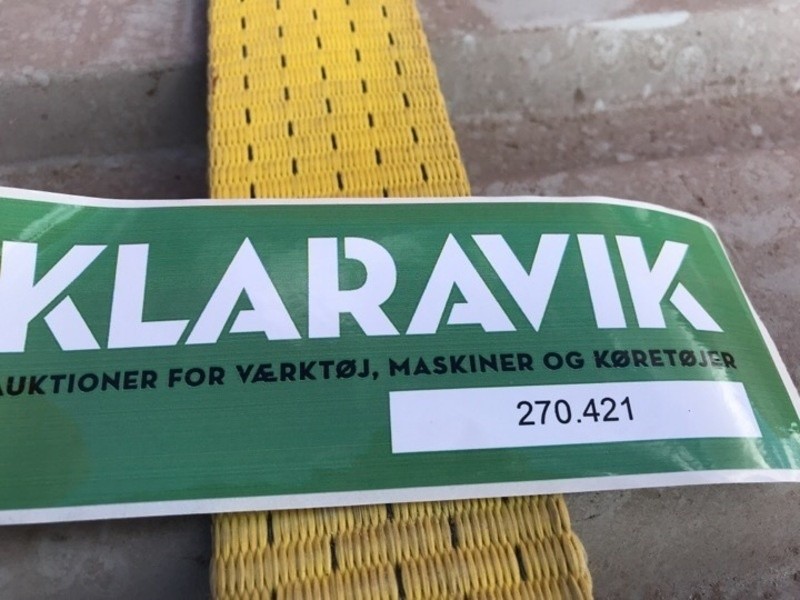 KLARAVIK
AUKTIONER FOR VÆRKTØJ, MASKINER OG KØRETØJER
270.421